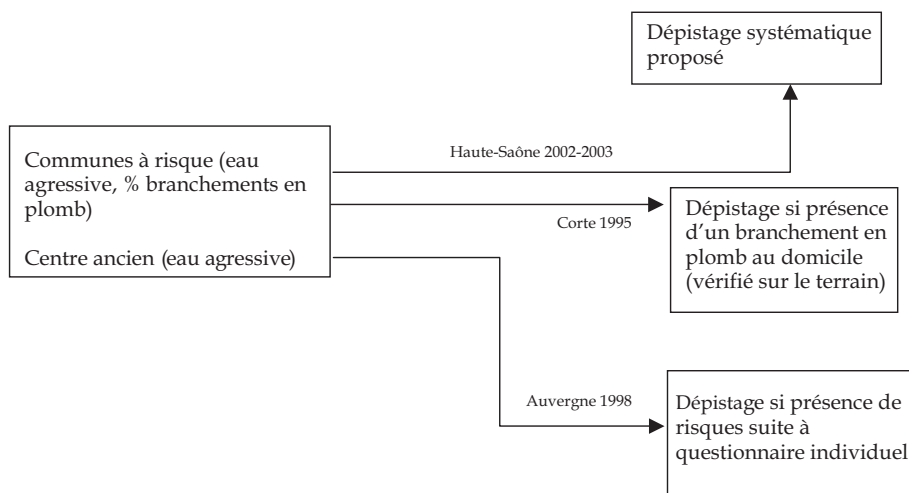 Dépistage systématique
proposé
Haute-Saône 2002-2003
Communes à risque (eau
agressive, % branchements en
plomb)
Centre ancien (eau agressive)
Corte 1995
Dépistage si présence
d'un branchement en
plomb au domicile
(vérifié sur le terrain)
Auvergne 1998
Dépistage si présence de
risques suite à
questionnaire individuel